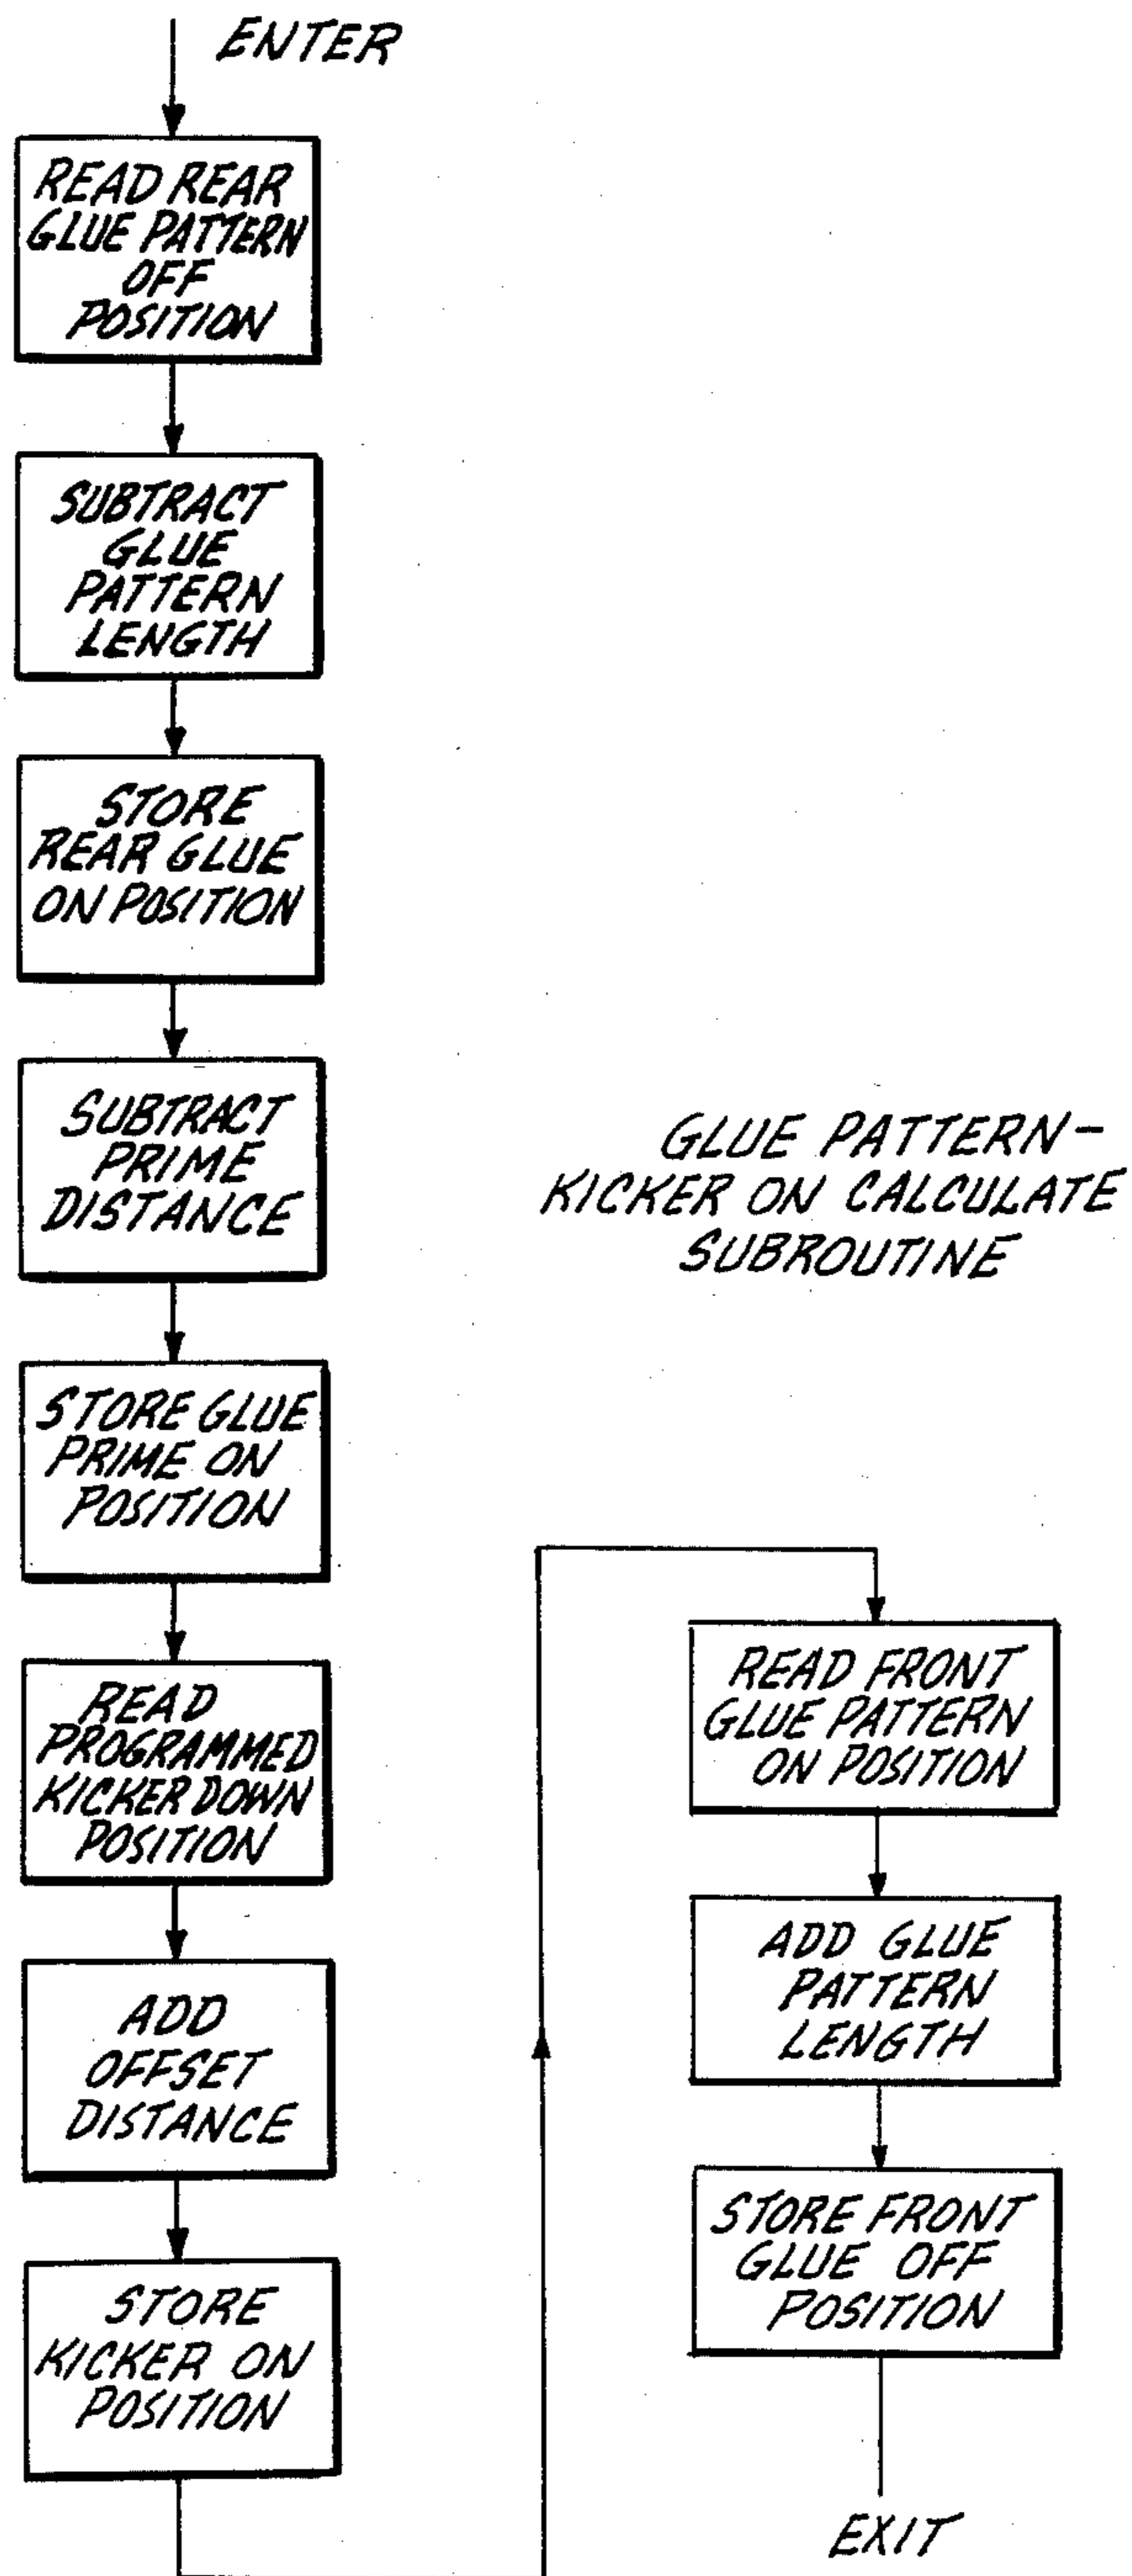 ENTER
READ REAR
GLUE PATTERN
OFF
POSITION
SUBTRACT
GLUE
PATTERN
LENGTH
STORE
REAR GLUE
ON POSITION
SUBTRACT
PRIME
DISTANCE
STORE GLUE
PRIME ON
POSITION
READ
PROGRAMMED
KICKER DOWN
POSITION
ADD
OFFSET
DISTANCE
STORE
KICKER ON
POSITION
GLUE PATTERN-
KICKER ON CALCULATE
SUBROUTINE
READ FRONT
GLUE PATTERN
ON POSITION
ADD GLUE
PATTERN
LENGTH
STORE FRONT
GLUE OFF
POSITION
EXIT